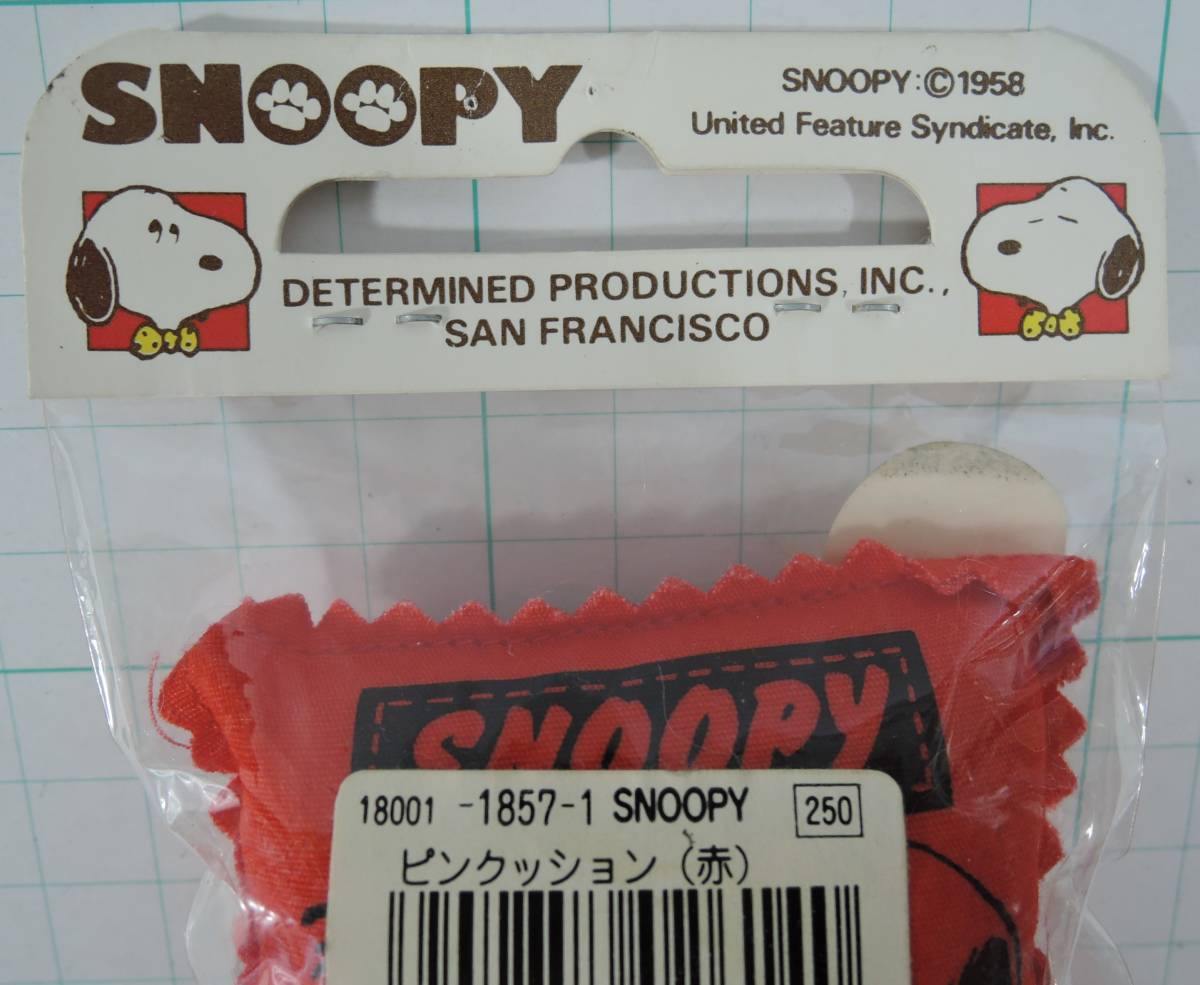 SNOOPY
SNOOPY:©1958
United Feature Syndicate, Inc.
DETERMINED PRODUCTIONS, INC.,
SAN FRANCISCO
SNOOPY
18001 -1857-1 SNOOPY 250
ピンクッション(赤)